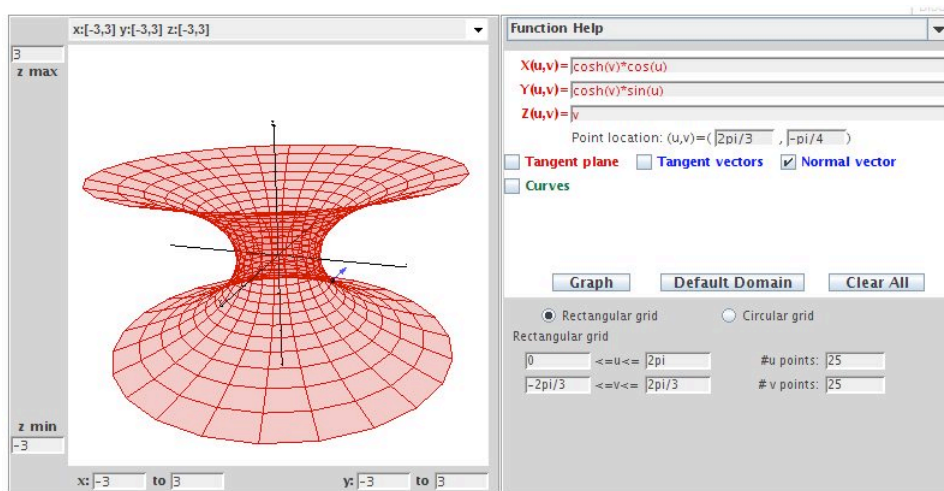 x:[-3,3] y:[-3,3] z:[-3,3]
3
z max
z min
-3
x: -3 to 3 y: -3 to 3
Function Help
X(u,v)= cosh(v)*cos(u)
Y(u,v)= cosh(v)*sin(u)
Z(u,v)= v
Point location: (u,v)=( 2pi/3 , -pi/4 )
Tangent plane Tangent vectors Normal vector
Curves
Graph Default Domain Clear All
Rectangular grid Circular grid
Rectangular grid
0 <=u<= 2pi #u points: 25
-2pi/3 <=v<= 2pi/3 # v points: 25